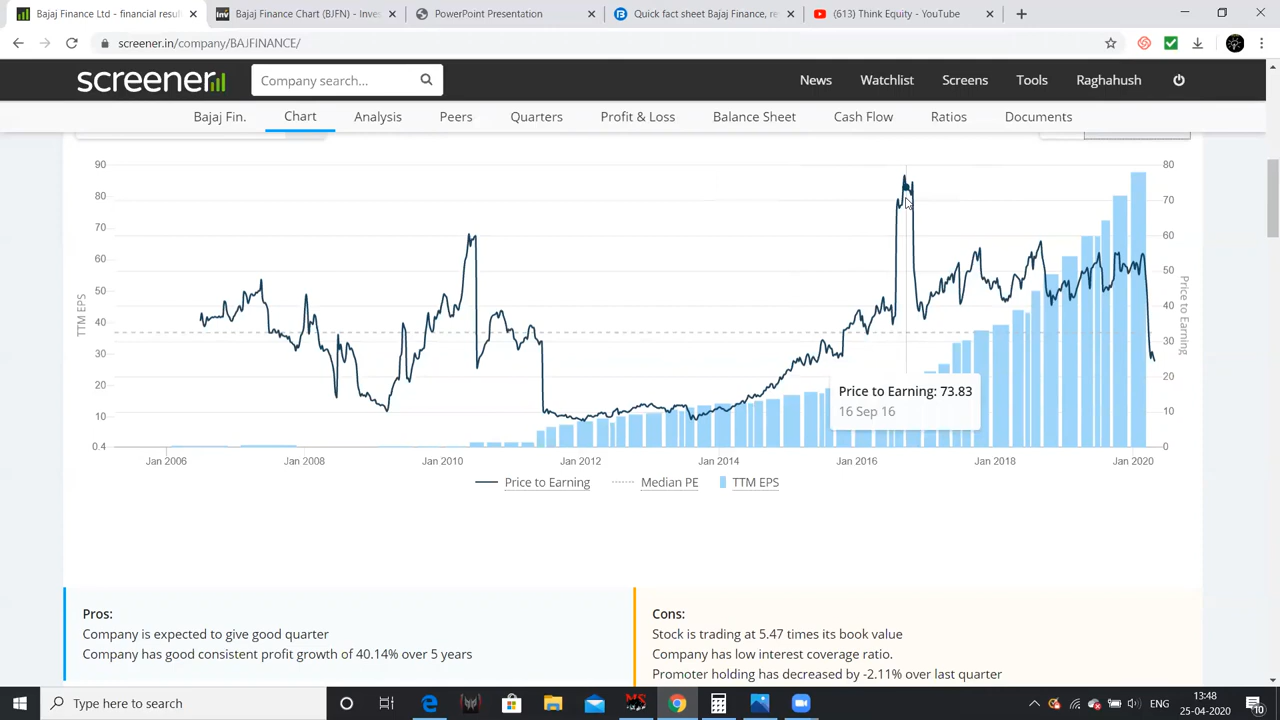 Bajaj Finance Ltd - financial result
Bajaj Finance Chart (BJFN) - Inves
PowerPoint Presentation
Quick fact sheet Bajaj Finance, re
(613) Think Equity - YouTube
screener.in/company/BAJFINANCE/
screener
Company search...
News Watchlist Screens Tools Raghahush
Bajaj Fin. Chart Analysis Peers Quarters Profit & Loss Balance Sheet Cash Flow Ratios Documents
90 80
80 70
70 60
60 50
50 40
40 30
30 20
20 10
10 0
0.4
TTM EPS
Price to Earning
Price to Earning: 73.83
16 Sep 16
Jan 2006 Jan 2008 Jan 2010 Jan 2012 Jan 2014 Jan 2016 Jan 2018 Jan 2020
Price to Earning Median PE TTM EPS
Pros:
Company is expected to give good quarter
Company has good consistent profit growth of 40.14% over 5 years
Cons:
Stock is trading at 5.47 times its book value
Company has low interest coverage ratio.
Promoter holding has decreased by -2.11% over last quarter
Type here to search
ENG
13:48
25-04-2020
10